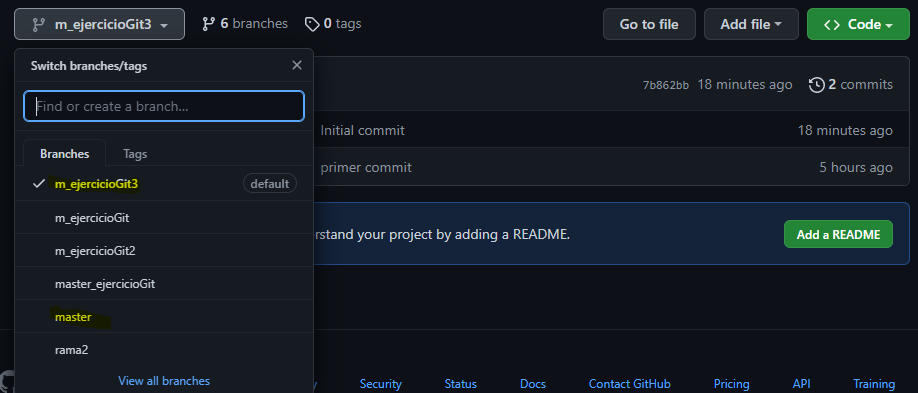 m_ejercicioGit3
6 branches
0 tags
Go to file
Add file
Code
Switch branches/tags
Find or create a branch...
7b862bb 18 minutes ago 2 commits
Initial commit 18 minutes ago
primer commit 5 hours ago
Branches Tags
m_ejercicioGit3 default
m_ejercicioGit
m_ejercicioGit2
master_ejercicioGit
master
rama2
View all branches
your project by adding a README.
Add a README
Security Status Docs Contact GitHub Pricing API Training